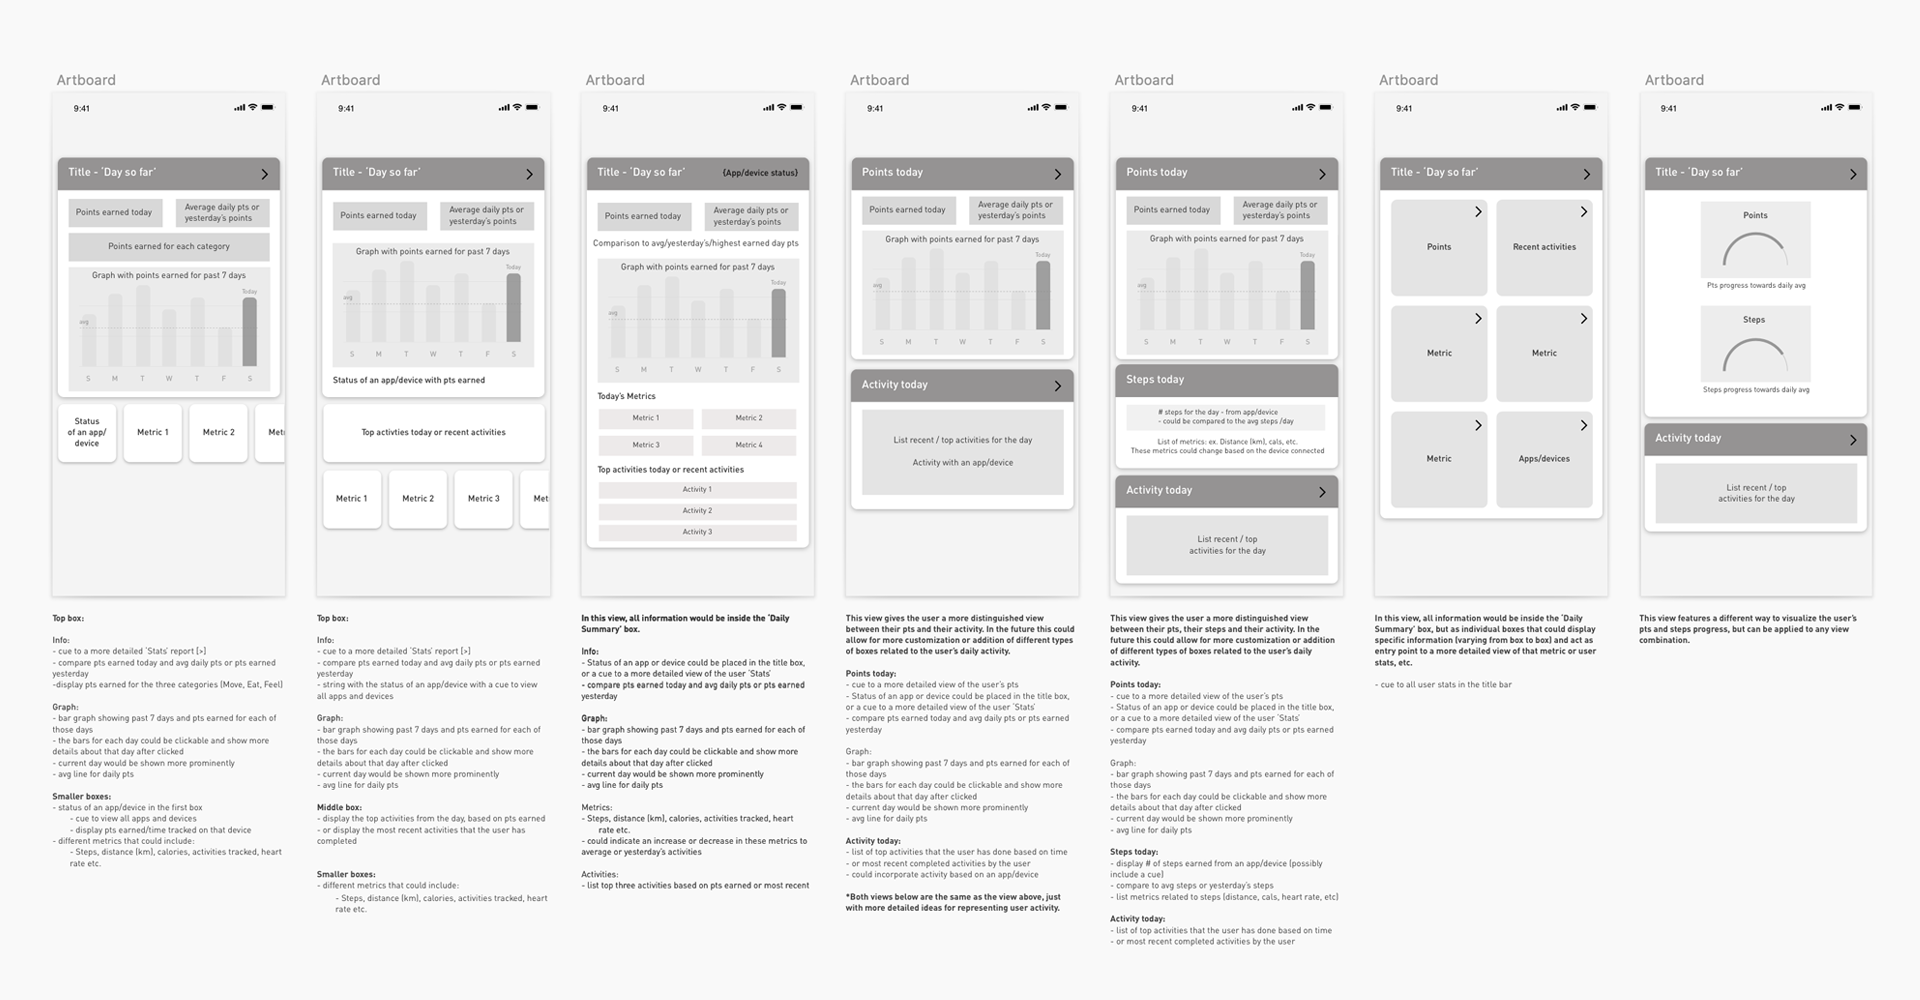 Artboard
9:41
Title - 'Day so far'
Points earned today
Average daily pts or
yesterday's points
Points earned for each category
Graph with points earned for past 7 days
Today
avg
S M T W T F S
Status
of an app/
device
Metric 1
Metric 2
Met
Top box:
Info:
- cue to a more detailed 'Stats' report [>]
- compare pts earned today and avg daily pts or pts earned
yesterday
-display pts earned for the three categories (Move, Eat, Feel)
Graph:
- bar graph showing past 7 days and pts earned for each of
those days
- the bars for each day could be clickable and show more
details about that day after clicked
- current day would be shown more prominently
- avg line for daily pts
Smaller boxes:
- status of an app/device in the first box
- cue to view all apps and devices
- display pts earned/time tracked on that device
- different metrics that could include:
- Steps, distance (km), calories, activities tracked, heart
rate etc.
Artboard
9:41
Title - 'Day so far'
Points earned today
Average daily pts or
yesterday's points
Graph with points earned for past 7 days
Today
avg
S M T W T F S
Status of an app/device with pts earned
Top activties today or recent activities
Metric 1
Metric 2
Metric 3
Met
Top box:
Info:
- cue to a more detailed 'Stats' report [>]
- compare pts earned today and avg daily pts or pts earned
yesterday
- string with the status of an app/device with a cue to view
all apps and devices
Graph:
- bar graph showing past 7 days and pts earned for each of
those days
- the bars for each day could be clickable and show more
details about that day after clicked
- current day would be shown more prominently
- avg line for daily pts
Middle box:
- display the top activities from the day, based on pts earned
- or display the most recent activities that the user has
completed
Smaller boxes:
- different metrics that could include:
- Steps, distance (km), calories, activities tracked, heart
rate etc.
Artboard
9:41
Title - 'Day so far'
(App/device status)
Points earned today
Average daily pts or
yesterday's points
Comparison to avg/yesterday's/highest earned day pts
Graph with points earned for past 7 days
Today
avg
S M T W T F S
Today's Metrics
Metric 1
Metric 2
Metric 3
Metric 4
Top activities today or recent activities
Activity 1
Activity 2
Activity 3
In this view, all information would be inside the 'Daily
Summary' box.
Info:
- Status of an app or device could be placed in the title box,
or a cue to a more detailed view of the user 'Stats'
- compare pts earned today and avg daily pts or pts earned
yesterday
Graph:
- bar graph showing past 7 days and pts earned for each of
those days
- the bars for each day could be clickable and show more
details about that day after clicked
- current day would be shown more prominently
- avg line for daily pts
Metrics:
- Steps, distance (km), calories, activities tracked, heart
rate etc.
- could indicate an increase or decrease in these metrics to
average or yesterday's activities
Activities:
- list top three activities based on pts earned or most recent
Artboard
9:41
Points today
Points earned today
Average daily pts or
yesterday's points
Graph with points earned for past 7 days
Today
avg
S M T W T F S
Activity today
List recent / top activities for the day
Activity with an app/device
This view gives the user a more distinguished view
between their pts and their activity. In the future this could
allow for more customization or addition of different types
of boxes related to the user's daily activity.
Points today:
- cue to a more detailed view of the user's pts
- Status of an app or device could be placed in the title box,
or a cue to a more detailed view of the user 'Stats'
- compare pts earned today and avg daily pts or pts earned
yesterday
Graph:
- bar graph showing past 7 days and pts earned for each of
those days
- the bars for each day could be clickable and show more
details about that day after clicked
- current day would be shown more prominently
- avg line for daily pts
Activity today:
- list of top activities that the user has done based on time
- or most recent completed activities by the user
- could incorporate activity based on an app/device
*Both views below are the same as the view above, just
with more detailed ideas for representing user activity.
Artboard
9:41
Points today
Points earned today
Average daily pts or
yesterday's points
Graph with points earned for past 7 days
Today
avg
S M T W T F S
Steps today
# steps for the day - from app/device
- could be compared to the avg steps /day
List of metrics: ex. Distance (km), cals, etc.
These metrics could change based on the device connected
Activity today
List recent / top
activities for the day
This view gives the user a more distinguished view
between their pts, their steps and their activity. In the
future this could allow for more customization or addition
of different types of boxes related to the user's daily
activity.
Points today:
- cue to a more detailed view of the user's pts
- Status of an app or device could be placed in the title box,
or a cue to a more detailed view of the user 'Stats'
- compare pts earned today and avg daily pts or pts earned
yesterday
Graph:
- bar graph showing past 7 days and pts earned for each of
those days
- the bars for each day could be clickable and show more
details about that day after clicked
- current day would be shown more prominently
- avg line for daily pts
Steps today:
- display # of steps earned from an app/device (possibly
include a cue)
- compare to avg steps or yesterday's steps
- list metrics related to steps (distance, cals, heart rate, etc)
Activity today:
- list of top activities that the user has done based on time
- or most recent completed activities by the user
Artboard
9:41
Title - 'Day so far'
Points
Recent activities
Metric
Metric
Metric
Apps/devices
In this view, all information would be inside the 'Daily
Summary' box, but as individual boxes that could display
specific information (varying from box to box) and act as
entry point to a more detailed view of that metric or user
stats, etc.
- cue to all user stats in the title bar
Artboard
9:41
Title - 'Day so far'
Points
Pts progress towards daily avg
Steps
Steps progress towards daily avg
Activity today
List recent / top
activities for the day
This view features a different way to visualize the user's
pts and steps progress, but can be applied to any view
combination.